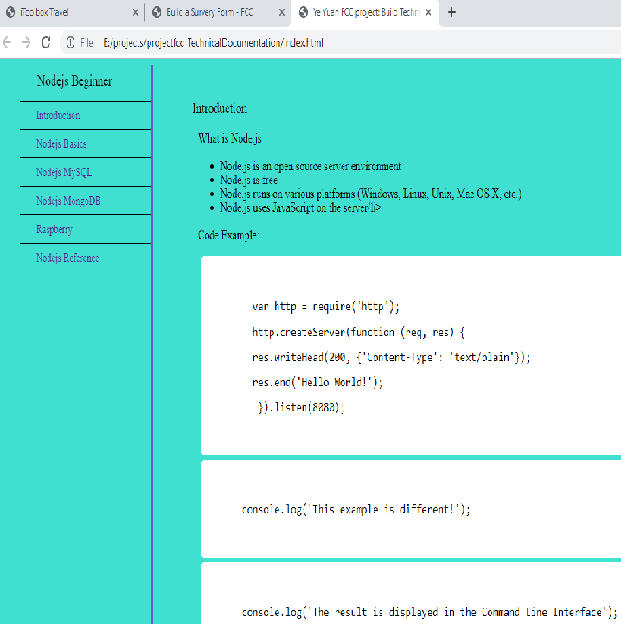 iTcolbox Travel
Build a Survery Form - FCC
Ye Yuan FCC project: Build Techni
File E:/projects/projectfcc-TechnicalDocumentation/index.html
Nodejs Beginner
Introduction
Nodejs Basics
Nodejs MySQL
Nodejs MongoDB
Raspberry
Nodejs Reference
Introduction
What is Node.js
Node.js is an open source server environment
Node.js is free
Node.js runs on various platforms (Windows, Linux, Unix, Mac OS X, etc.)
Node.js uses JavaScript on the server/li>
Code Example:
var http = require('http');
http.createServer(function (req, res) {
res.writeHead(200, {'Content-Type': 'text/plain'});
res.end('Hello World!');
}).listen(8080);
console.log('This example is different!');
console.log('The result is displayed in the Command Line Interface');